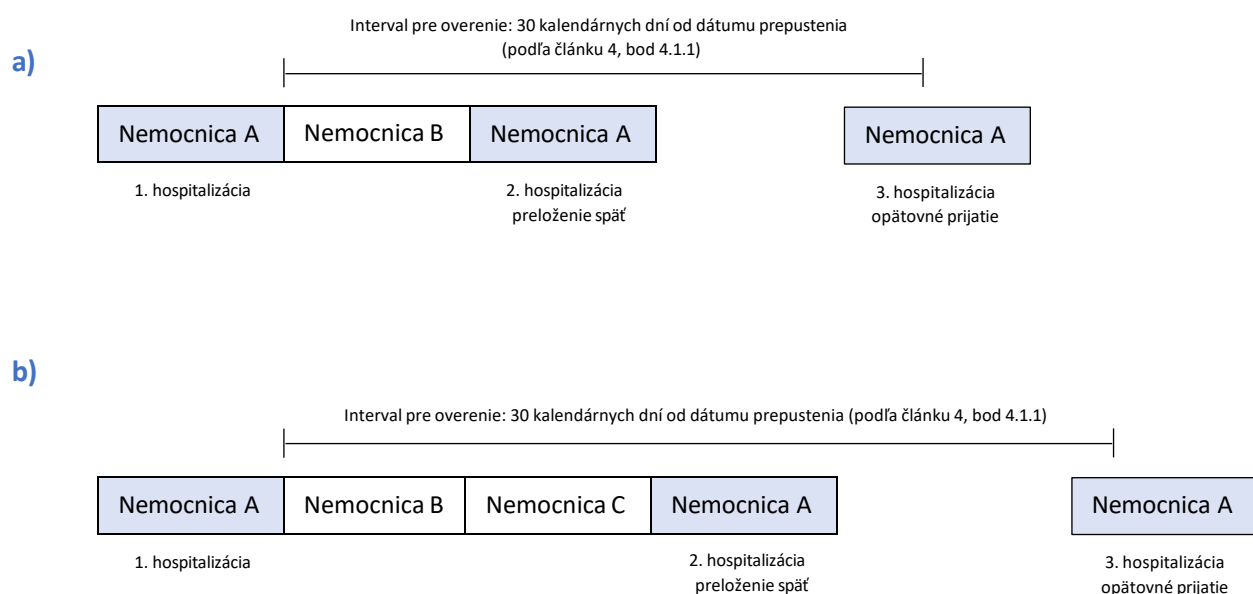 Interval pre overenie: 30 kalendárnych dní od dátumu prepustenia
(podľa článku 4, bod 4.1.1)
a)
Nemocnica A
Nemocnica B
Nemocnica A
Nemocnica A
1. hospitalizácia
2. hospitalizácia
preloženie späť
3. hospitalizácia
opätovné prijatie
b)
Interval pre overenie: 30 kalendárnych dní od dátumu prepustenia (podľa článku 4, bod 4.1.1)
Nemocnica A
Nemocnica B
Nemocnica C
Nemocnica A
Nemocnica A
1. hospitalizácia
2. hospitalizácia
preloženie späť
3. hospitalizácia
opätovné prijatie